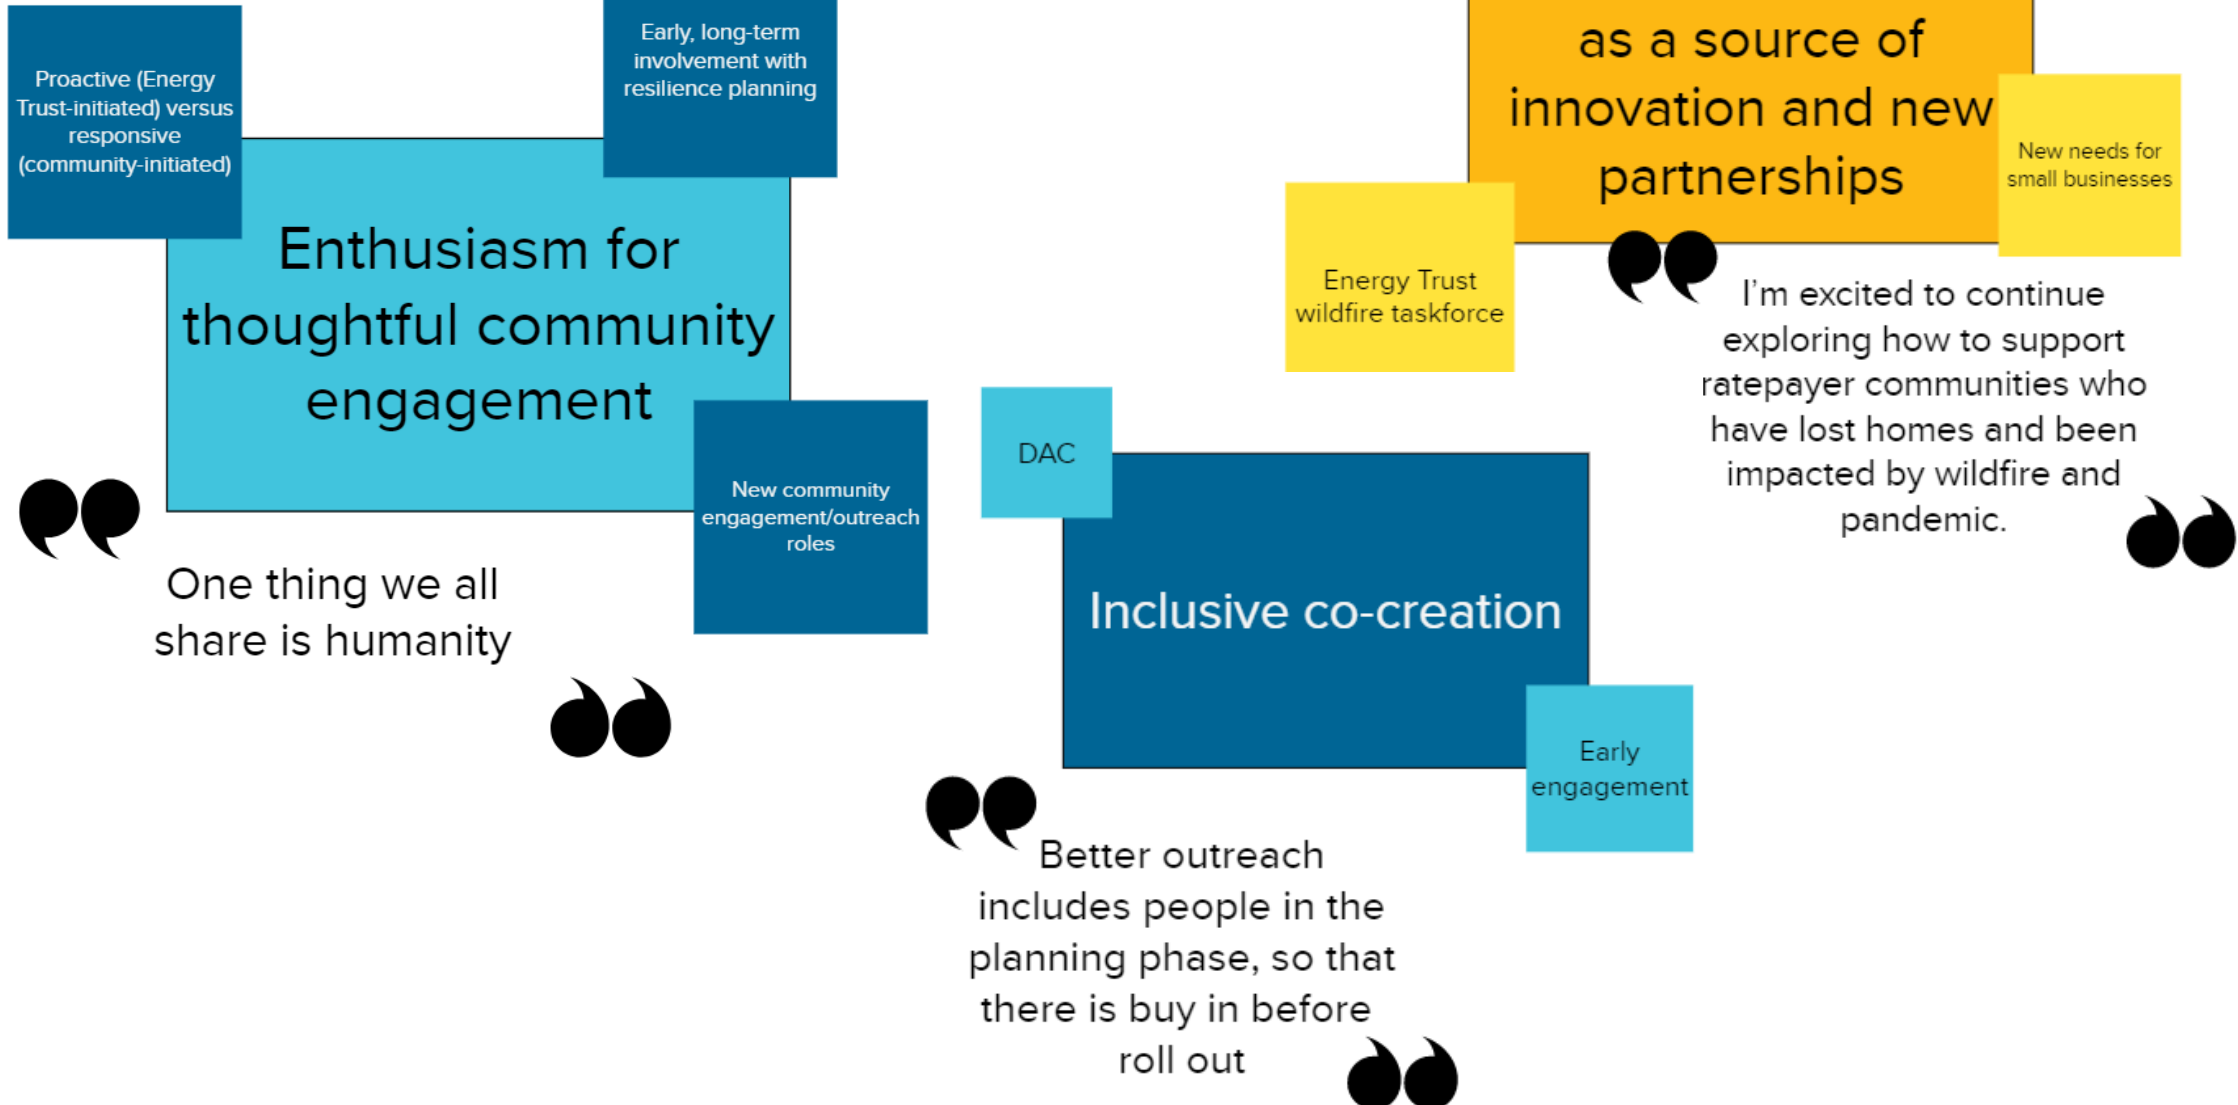 Proactive (Energy
Trust-initiated) versus
responsive
(community-initiated)
Early, long-term
involvement with
resilience planning
Enthusiasm for
thoughtful community
engagement
New community
engagement/outreach
roles
One thing we all
share is humanity
as a source of
innovation and new
partnerships
New needs for
small businesses
Energy Trust
wildfire taskforce
I'm excited to continue
exploring how to support
ratepayer communities who
have lost homes and been
impacted by wildfire and
pandemic.
DAC
Inclusive co-creation
Early
engagement
Better outreach
includes people in the
planning phase, so that
there is buy in before
roll out